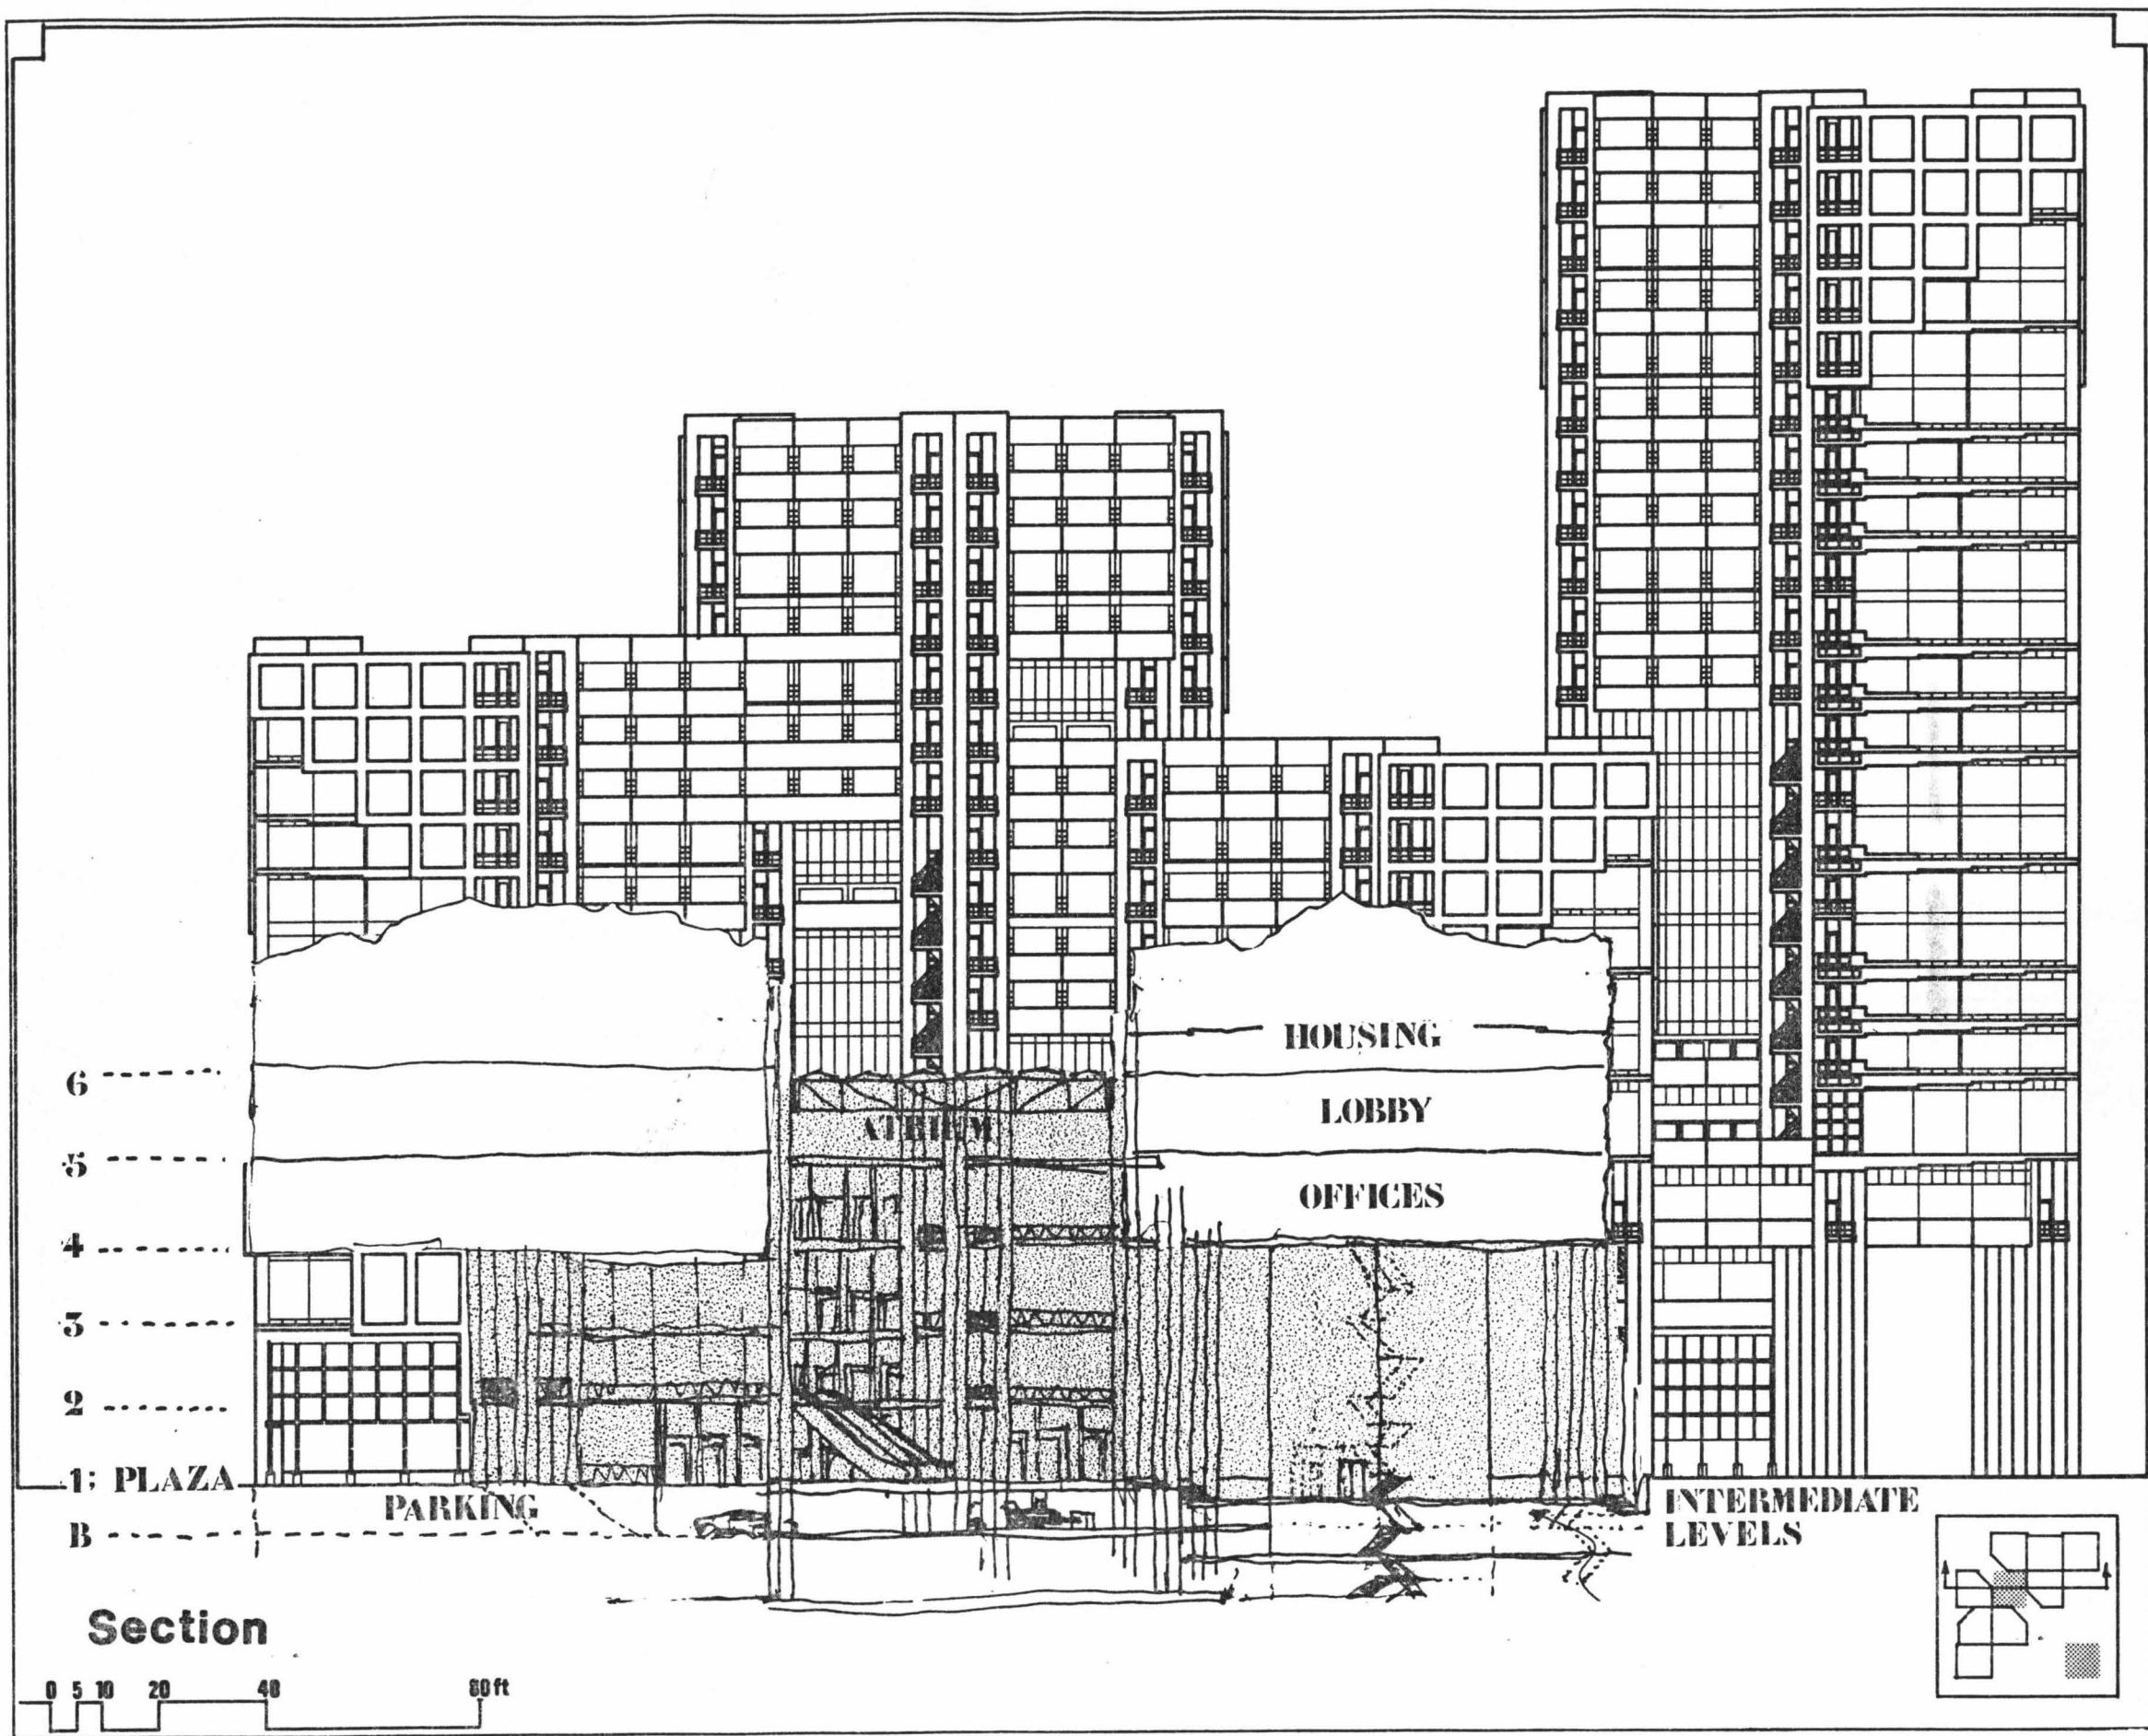 HOUSING
6
LOBBY
ATRIUM
5
OFFICES
4
3
2
1; PLAZA
PARKING
INTERMEDIATE
LEVELS
B
Section
0 5 10 20 40 80 ft